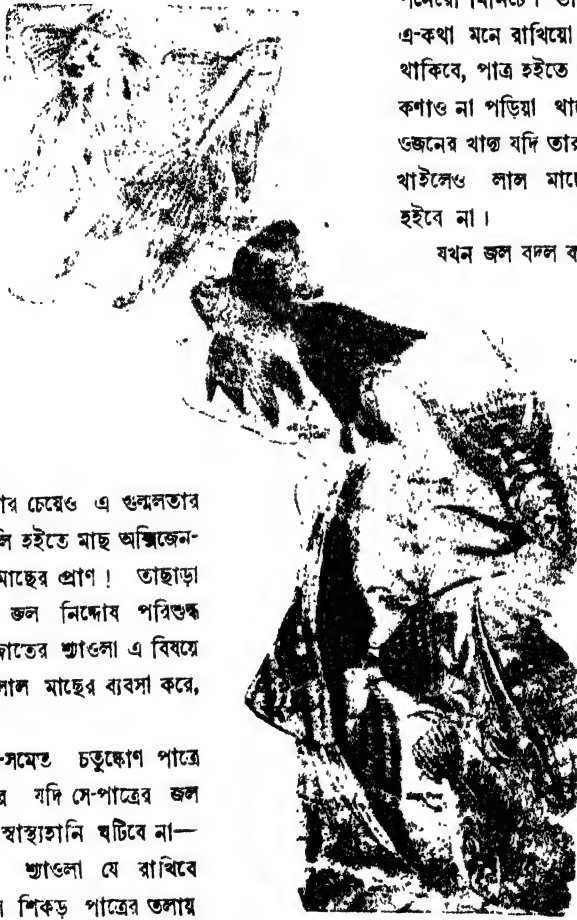 এ-কথা মনে রাখিয়ো
থাকিবে, পাত্র হইতে
কণাও না পড়িয়া
ওজনের খাদ্য যদি তার
খাইলেও লাল মাছে
হইবে না।
যখন জল বদল ক
ার চেয়েও এ গুল্মলতার
লি হইতে মাছ অক্সিজেন-
মাছের প্রাণ! তাছাড়া
জল নির্দ্দোষ পরিশুদ্ধ
জাতের শ্যাওলা এ বিষয়ে
লাল মাছের ব্যবসা করে,
-সমেত চতুষ্কোণ পাত্রে
র যদি সে-পাত্রের জল
স্বাস্থ্যহানি ঘটিবে না—
শ্যাওলা যে রাখিবে
শিকড় পাত্রের তলায়